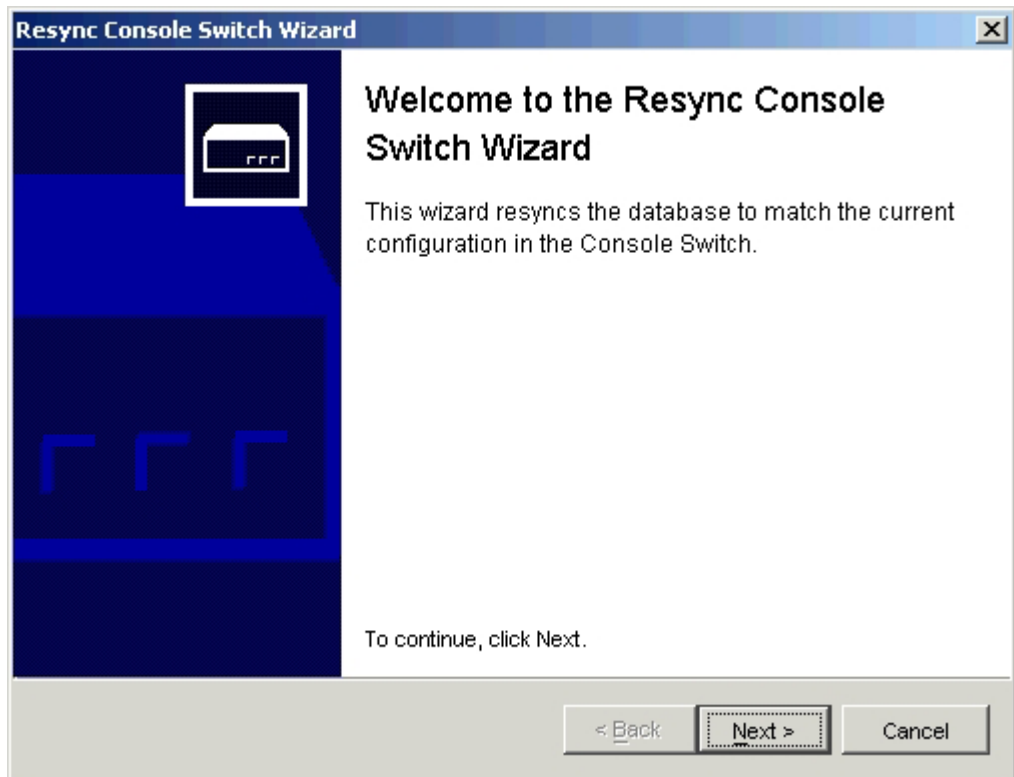 Resync Console Switch Wizard
Welcome to the Resync Console
Switch Wizard
This wizard resyncs the database to match the current
configuration in the Console Switch.
To continue, click Next.
< Back
Next >
Cancel